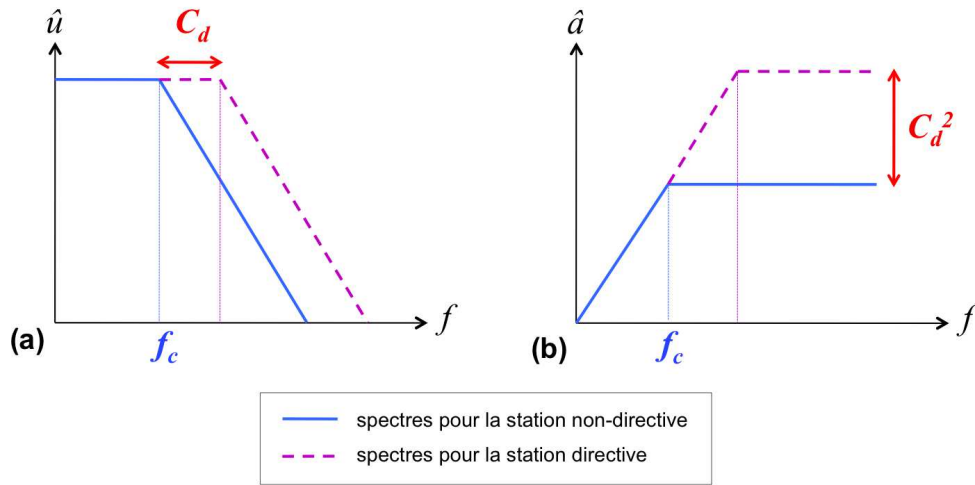 û
C_d
f
(a)
f_c
â
C_d²
f
(b)
f_c
spectres pour la station non-directive
spectres pour la station directive